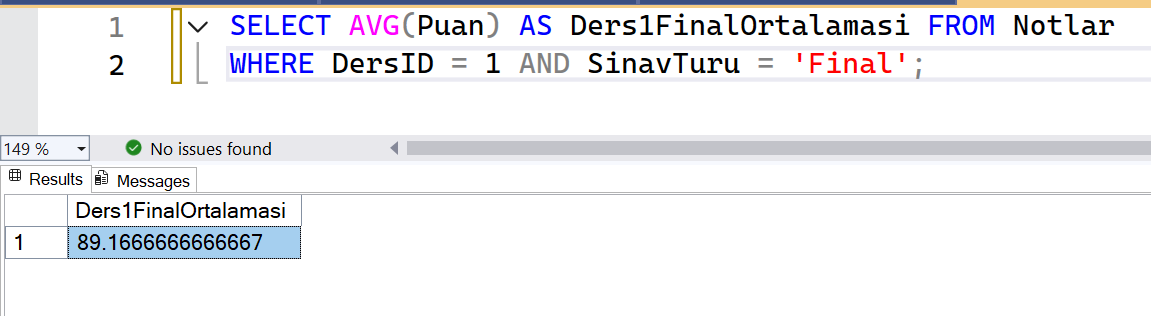 1 SELECT AVG(Puan) AS Ders1FinalOrtalamasi FROM Notlar
2 WHERE DersID = 1 AND SinavTuru = 'Final';
149 % No issues found
Results Messages
Ders1FinalOrtalamasi
1 89.1666666666667